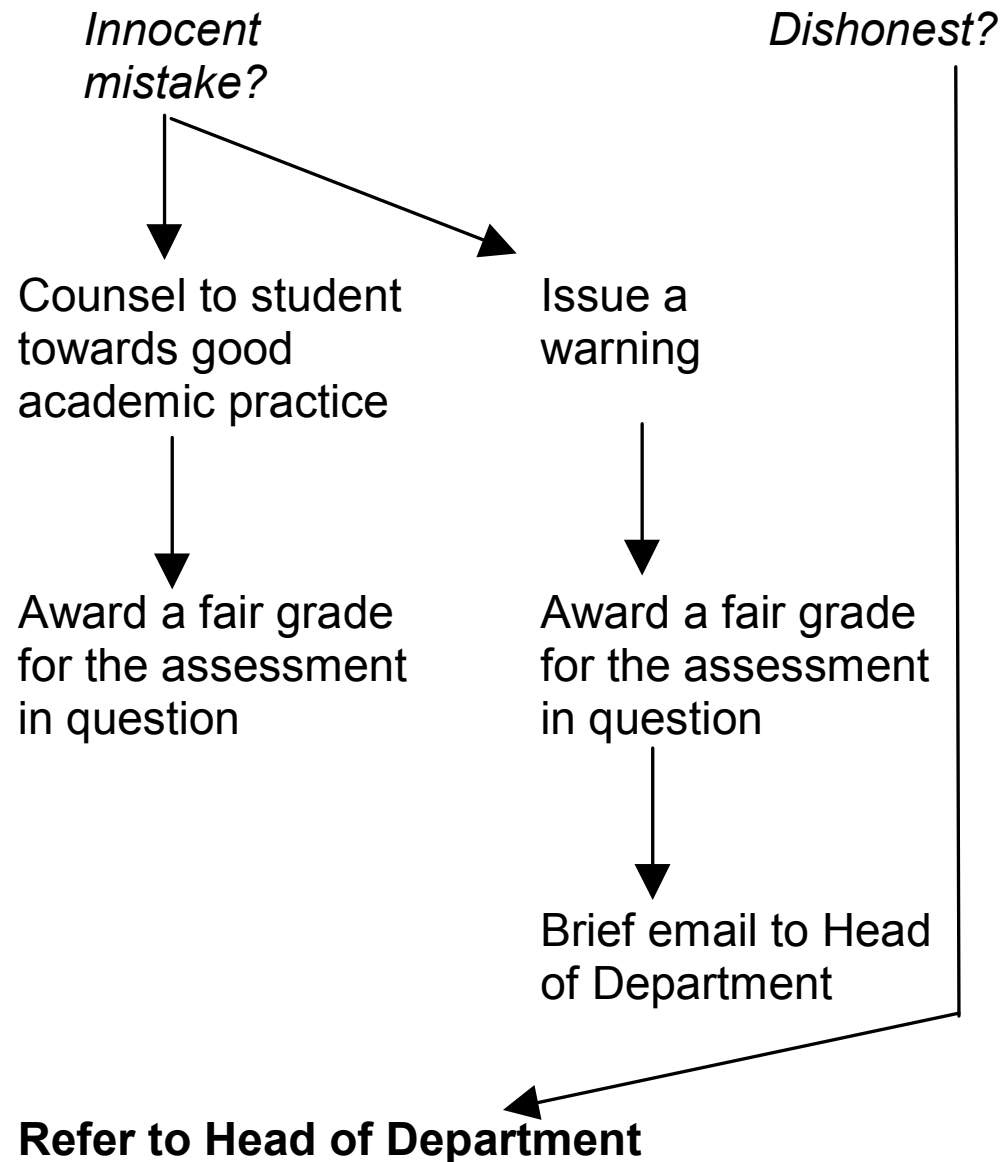 Innocent
mistake?
Dishonest?
Counsel to student
towards good
academic practice
Issue a
warning
Award a fair grade
for the assessment
in question
Award a fair grade
for the assessment
in question
Brief email to Head
of Department
Refer to Head of Department